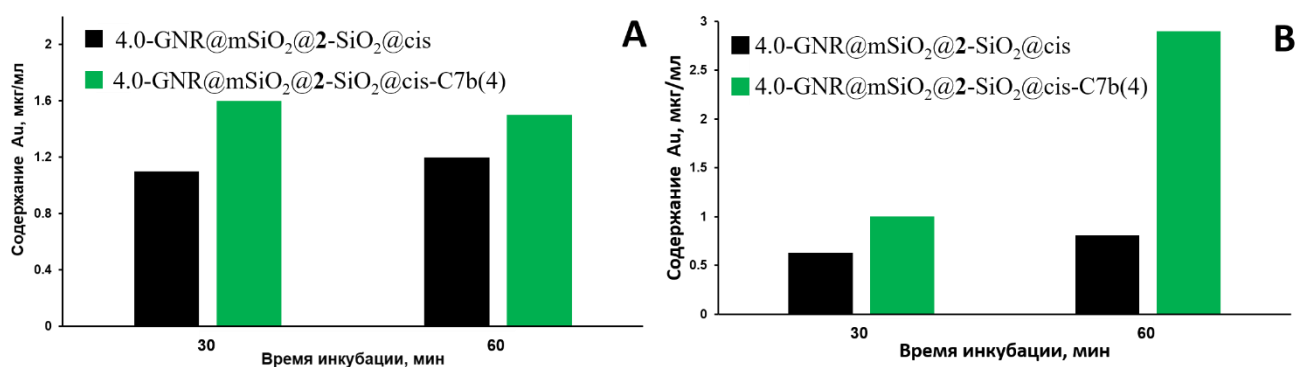 A
4.0-GNR@mSiO₂@2-SiO₂@cis
4.0-GNR@mSiO₂@2-SiO₂@cis-C7b(4)
Содержание Au, мкг/мл
2
1.6
1.2
0.8
0.4
0
30
60
Время инкубации, мин
B
4.0-GNR@mSiO₂@2-SiO₂@cis
4.0-GNR@mSiO₂@2-SiO₂@cis-C7b(4)
Содержание Au, мкг/мл
3
2.5
2
1.5
1
0.5
0
30
60
Время инкубации, мин